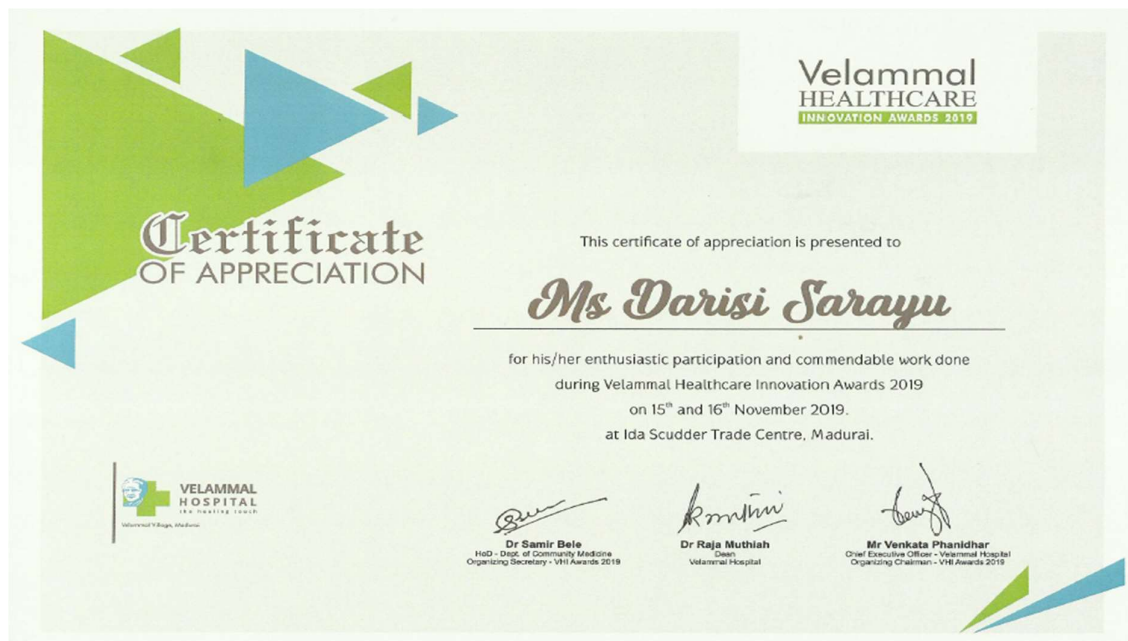 Velammal
HEALTHCARE
INNOVATION AWARDS 2019
Certificate
OF APPRECIATION
This certificate of appreciation is presented to
Ms Darisi Sarayu
for his/her enthusiastic participation and commendable work done
during Velammal Healthcare Innovation Awards 2019
on 15th and 16th November 2019.
at Ida Scudder Trade Centre, Madurai.
VELAMMAL
HOSPITAL
the healing touch
Velammal Village, Madurai
Dr Samir Bele
HoD - Dept. of Community Medicine
Organizing Secretary - VHI Awards 2019
Dr Raja Muthiah
Dean
Velammal Hospital
Mr Venkata Phanidhar
Chief Executive Officer - Velammal Hospital
Organizing Chairman - VHI Awards 2019